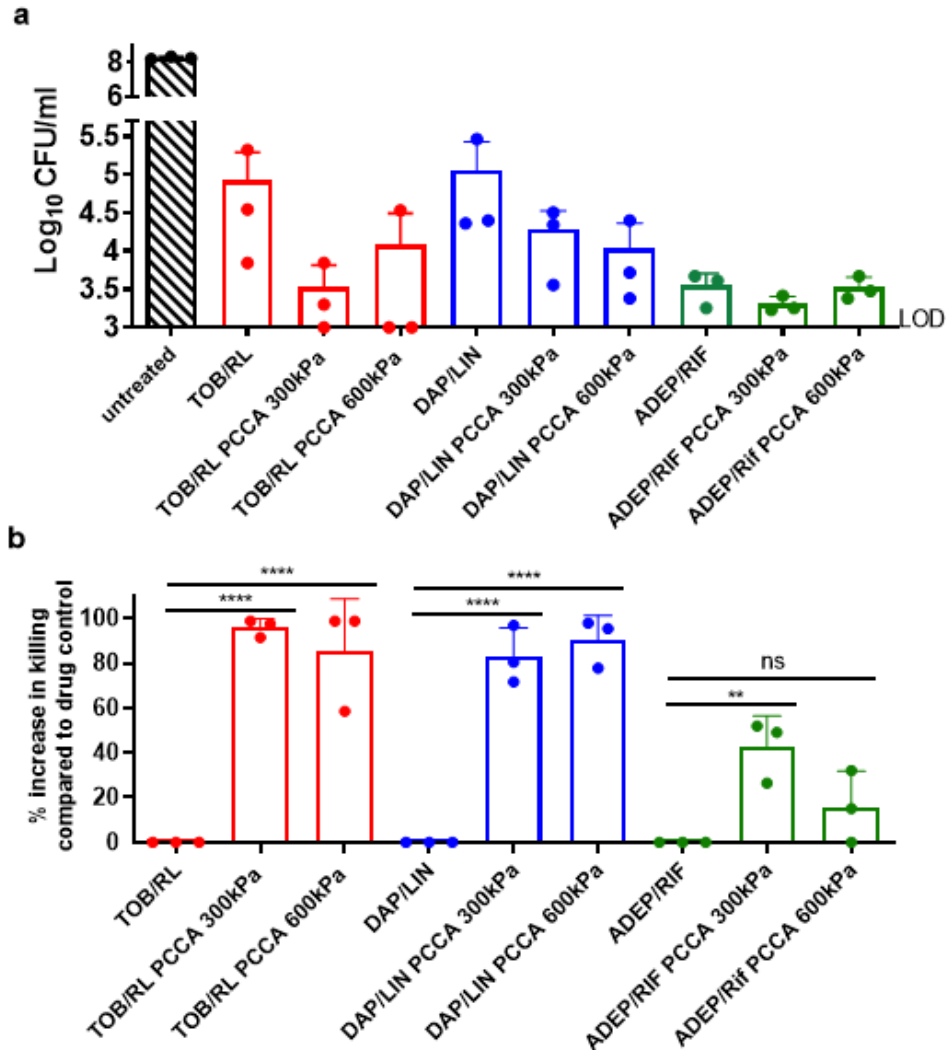 a
Log10 CFU/ml
8
6
5.5
5
4.5
4
3.5
3
LOD
untreated
TOB/RL
TOB/RL PCCA 300kPa
TOB/RL PCCA 600kPa
DAP/LIN
DAP/LIN PCCA 300kPa
DAP/LIN PCCA 600kPa
ADEP/RIF
ADEP/RIF PCCA 300kPa
ADEP/Rif PCCA 600kPa
b
% increase in killing
compared to drug control
100
80
60
40
20
0
****
****
****
****
ns
**
TOB/RL
TOB/RL PCCA 300kPa
TOB/RL PCCA 600kPa
DAP/LIN
DAP/LIN PCCA 300kPa
DAP/LIN PCCA 600kPa
ADEP/RIF
ADEP/RIF PCCA 300kPa
ADEP/Rif PCCA 600kPa